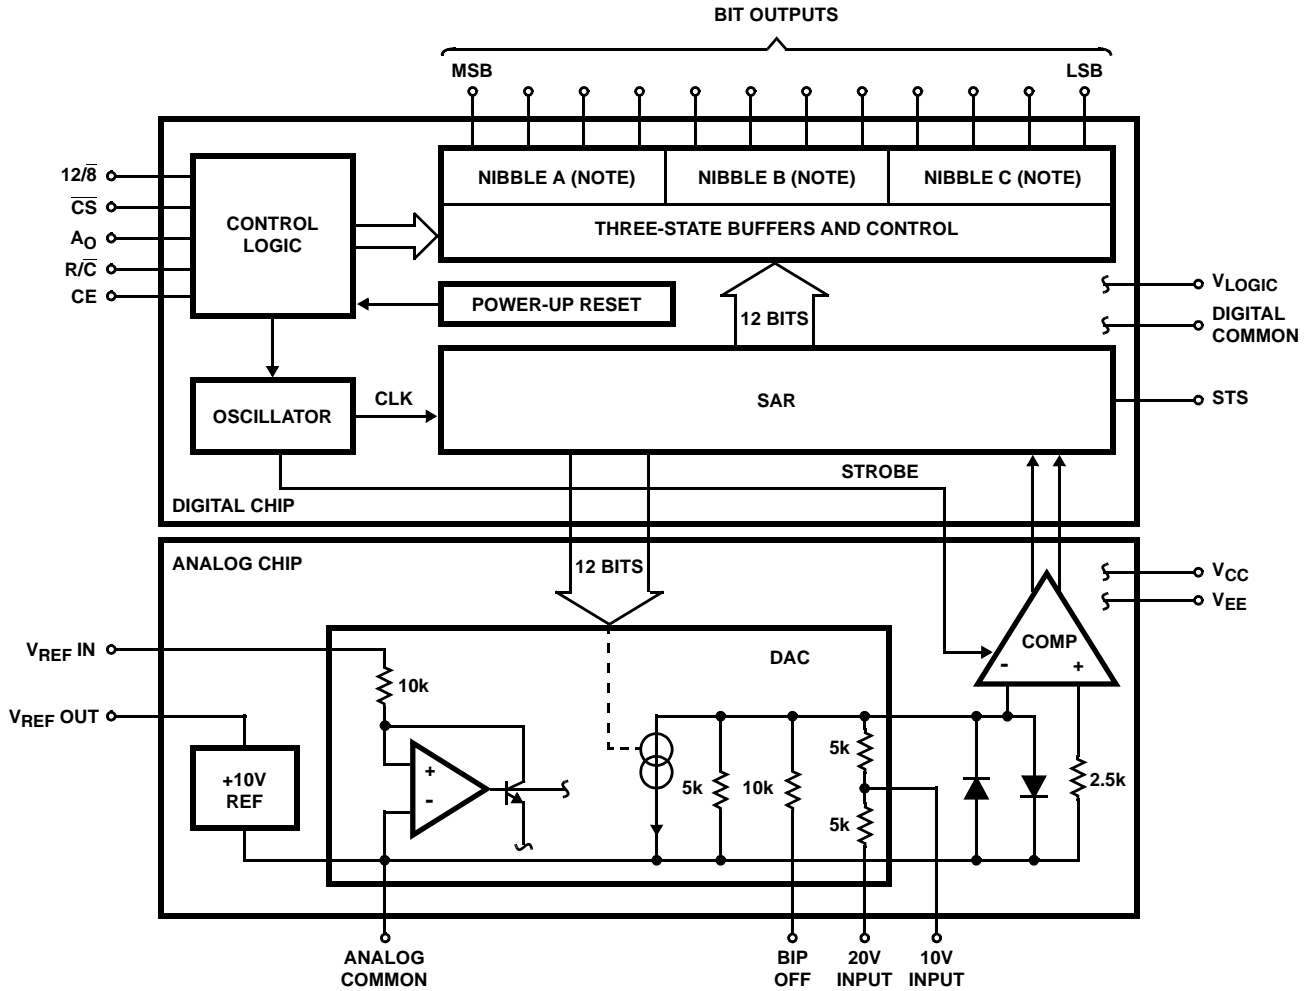 BIT OUTPUTS
MSB
LSB
12/8̅
C̅S̅
AO
R/C̅
CE
CONTROL
LOGIC
NIBBLE A (NOTE)
NIBBLE B (NOTE)
NIBBLE C (NOTE)
THREE-STATE BUFFERS AND CONTROL
POWER-UP RESET
12 BITS
VLOGIC
DIGITAL
COMMON
OSCILLATOR
CLK
SAR
STS
STROBE
DIGITAL CHIP
ANALOG CHIP
12 BITS
VCC
VEE
COMP
-
+
VREF IN
DAC
10k
VREF OUT
+10V
REF
+
-
5k
10k
5k
5k
2.5k
ANALOG
COMMON
BIP
OFF
20V
INPUT
10V
INPUT